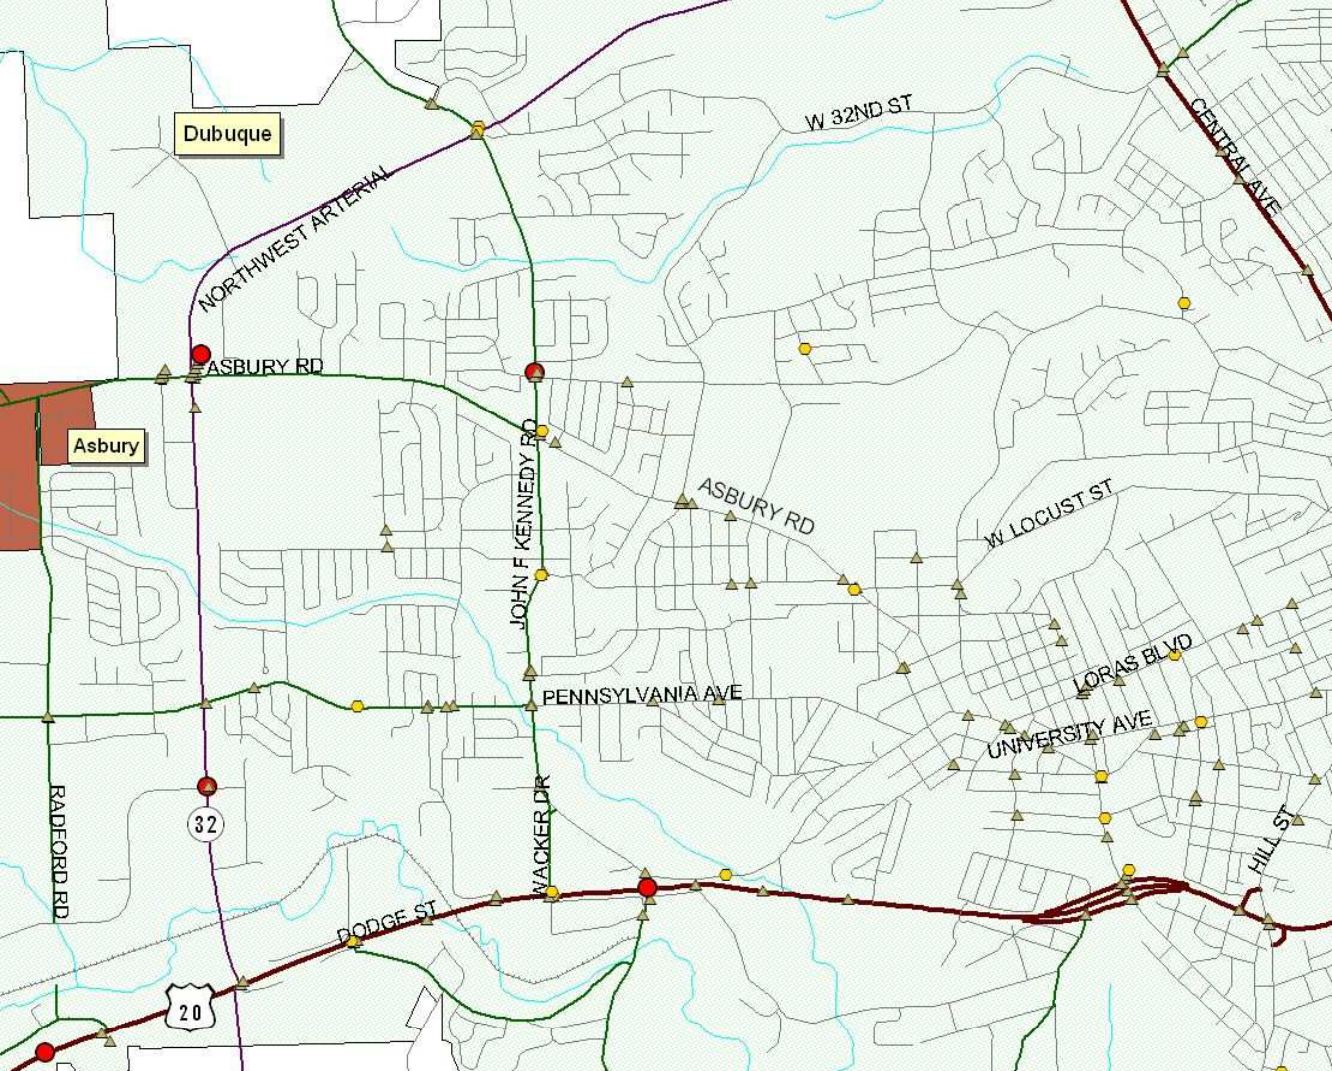 W 32ND ST
CENTRAL AVE
Dubuque
NORTHWEST ARTERIAL
ASBURY RD
Asbury
JOHN F KENNEDY RD
ASBURY RD
W LOCUST ST
LORAS BLVD
PENNSYLVANIA AVE
UNIVERSITY AVE
RADFORD RD
32
WACKER DR
HILL ST
DODGE ST
20